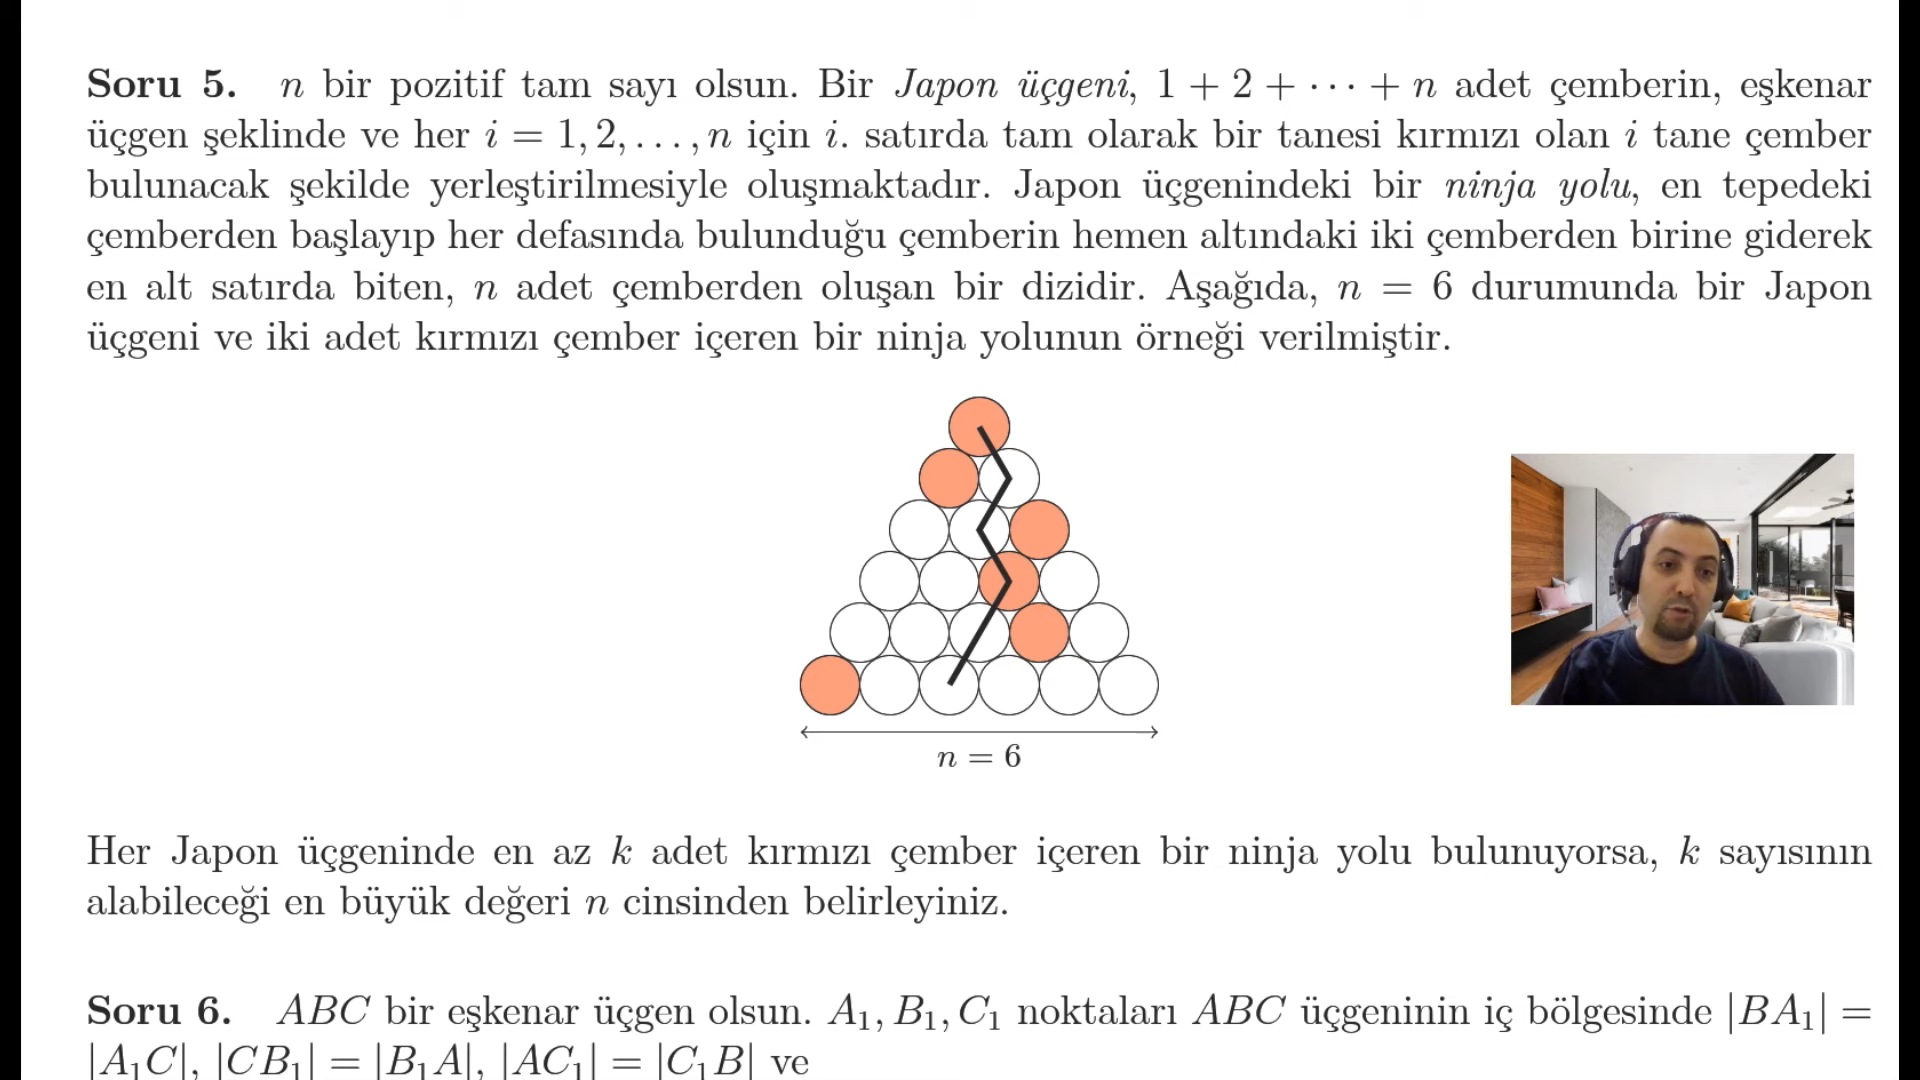 Soru 5. n bir pozitif tam sayı olsun. Bir Japon üçgeni, 1 + 2 + ··· + n adet çemberin, eşkenar
üçgen şeklinde ve her i = 1, 2, . . . , n için i. satırda tam olarak bir tanesi kırmızı olan i tane çember
bulunacak şekilde yerleştirilmesiyle oluşmaktadır. Japon üçgenindeki bir ninja yolu, en tepedeki
çemberden başlayıp her defasında bulunduğu çemberin hemen altındaki iki çemberden birine giderek
en alt satırda biten, n adet çemberden oluşan bir dizidir. Aşağıda, n = 6 durumunda bir Japon
üçgeni ve iki adet kırmızı çember içeren bir ninja yolunun örneği verilmiştir.
n = 6
Her Japon üçgeninde en az k adet kırmızı çember içeren bir ninja yolu bulunuyorsa, k sayısının
alabileceği en büyük değeri n cinsinden belirleyiniz.
Soru 6. ABC bir eşkenar üçgen olsun. A₁, B₁, C₁ noktaları ABC üçgeninin iç bölgesinde |BA₁| =
|A₁C|, |CB₁| = |B₁A|, |AC₁| = |C₁B| ve